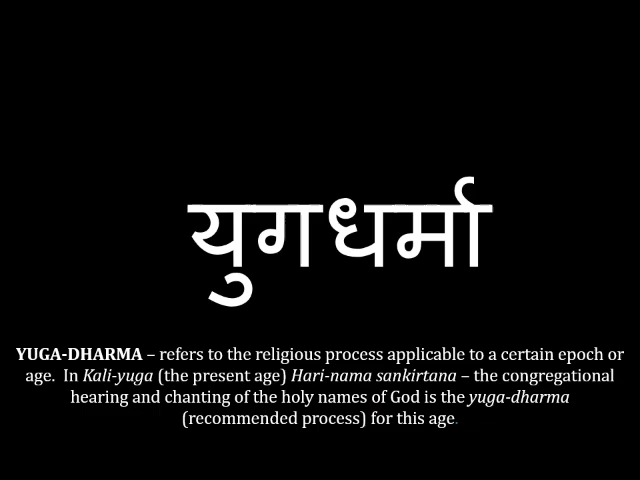 युगधर्मा
YUGA-DHARMA – refers to the religious process applicable to a certain epoch or
age. In Kali-yuga (the present age) Hari-nama sankirtana – the congregational
hearing and chanting of the holy names of God is the yuga-dharma
(recommended process) for this age.